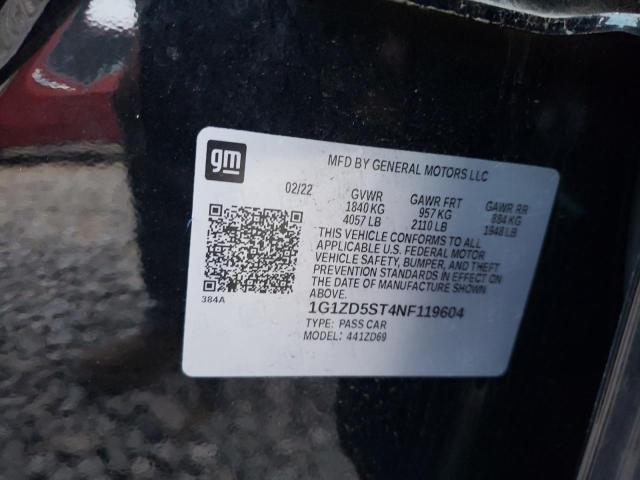 gm
MFD BY GENERAL MOTORS LLC
02/22 GVWR GAWR FRT GAWR RR
1840 KG 957 KG 884 KG
4057 LB 2110 LB 1948 LB
THIS VEHICLE CONFORMS TO ALL
APPLICABLE U.S. FEDERAL MOTOR
VEHICLE SAFETY, BUMPER, AND THEFT
PREVENTION STANDARDS IN EFFECT ON
THE DATE OF MANUFACTURE SHOWN
ABOVE.
384A
1G1ZD5ST4NF119604
TYPE: PASS CAR
MODEL: 441ZD69